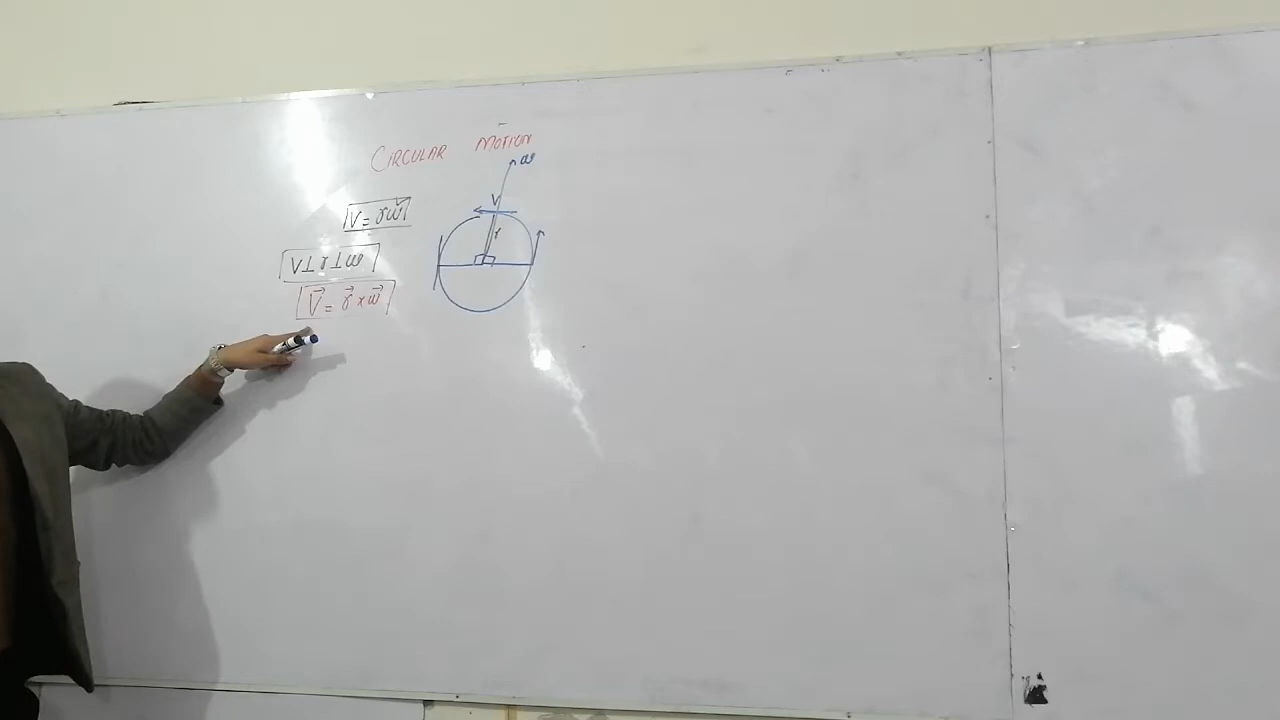 CIRCULAR MOTION
ω
V
V = rω
r
V ⊥ r ⊥ ω
V⃗ = r⃗ × ω⃗